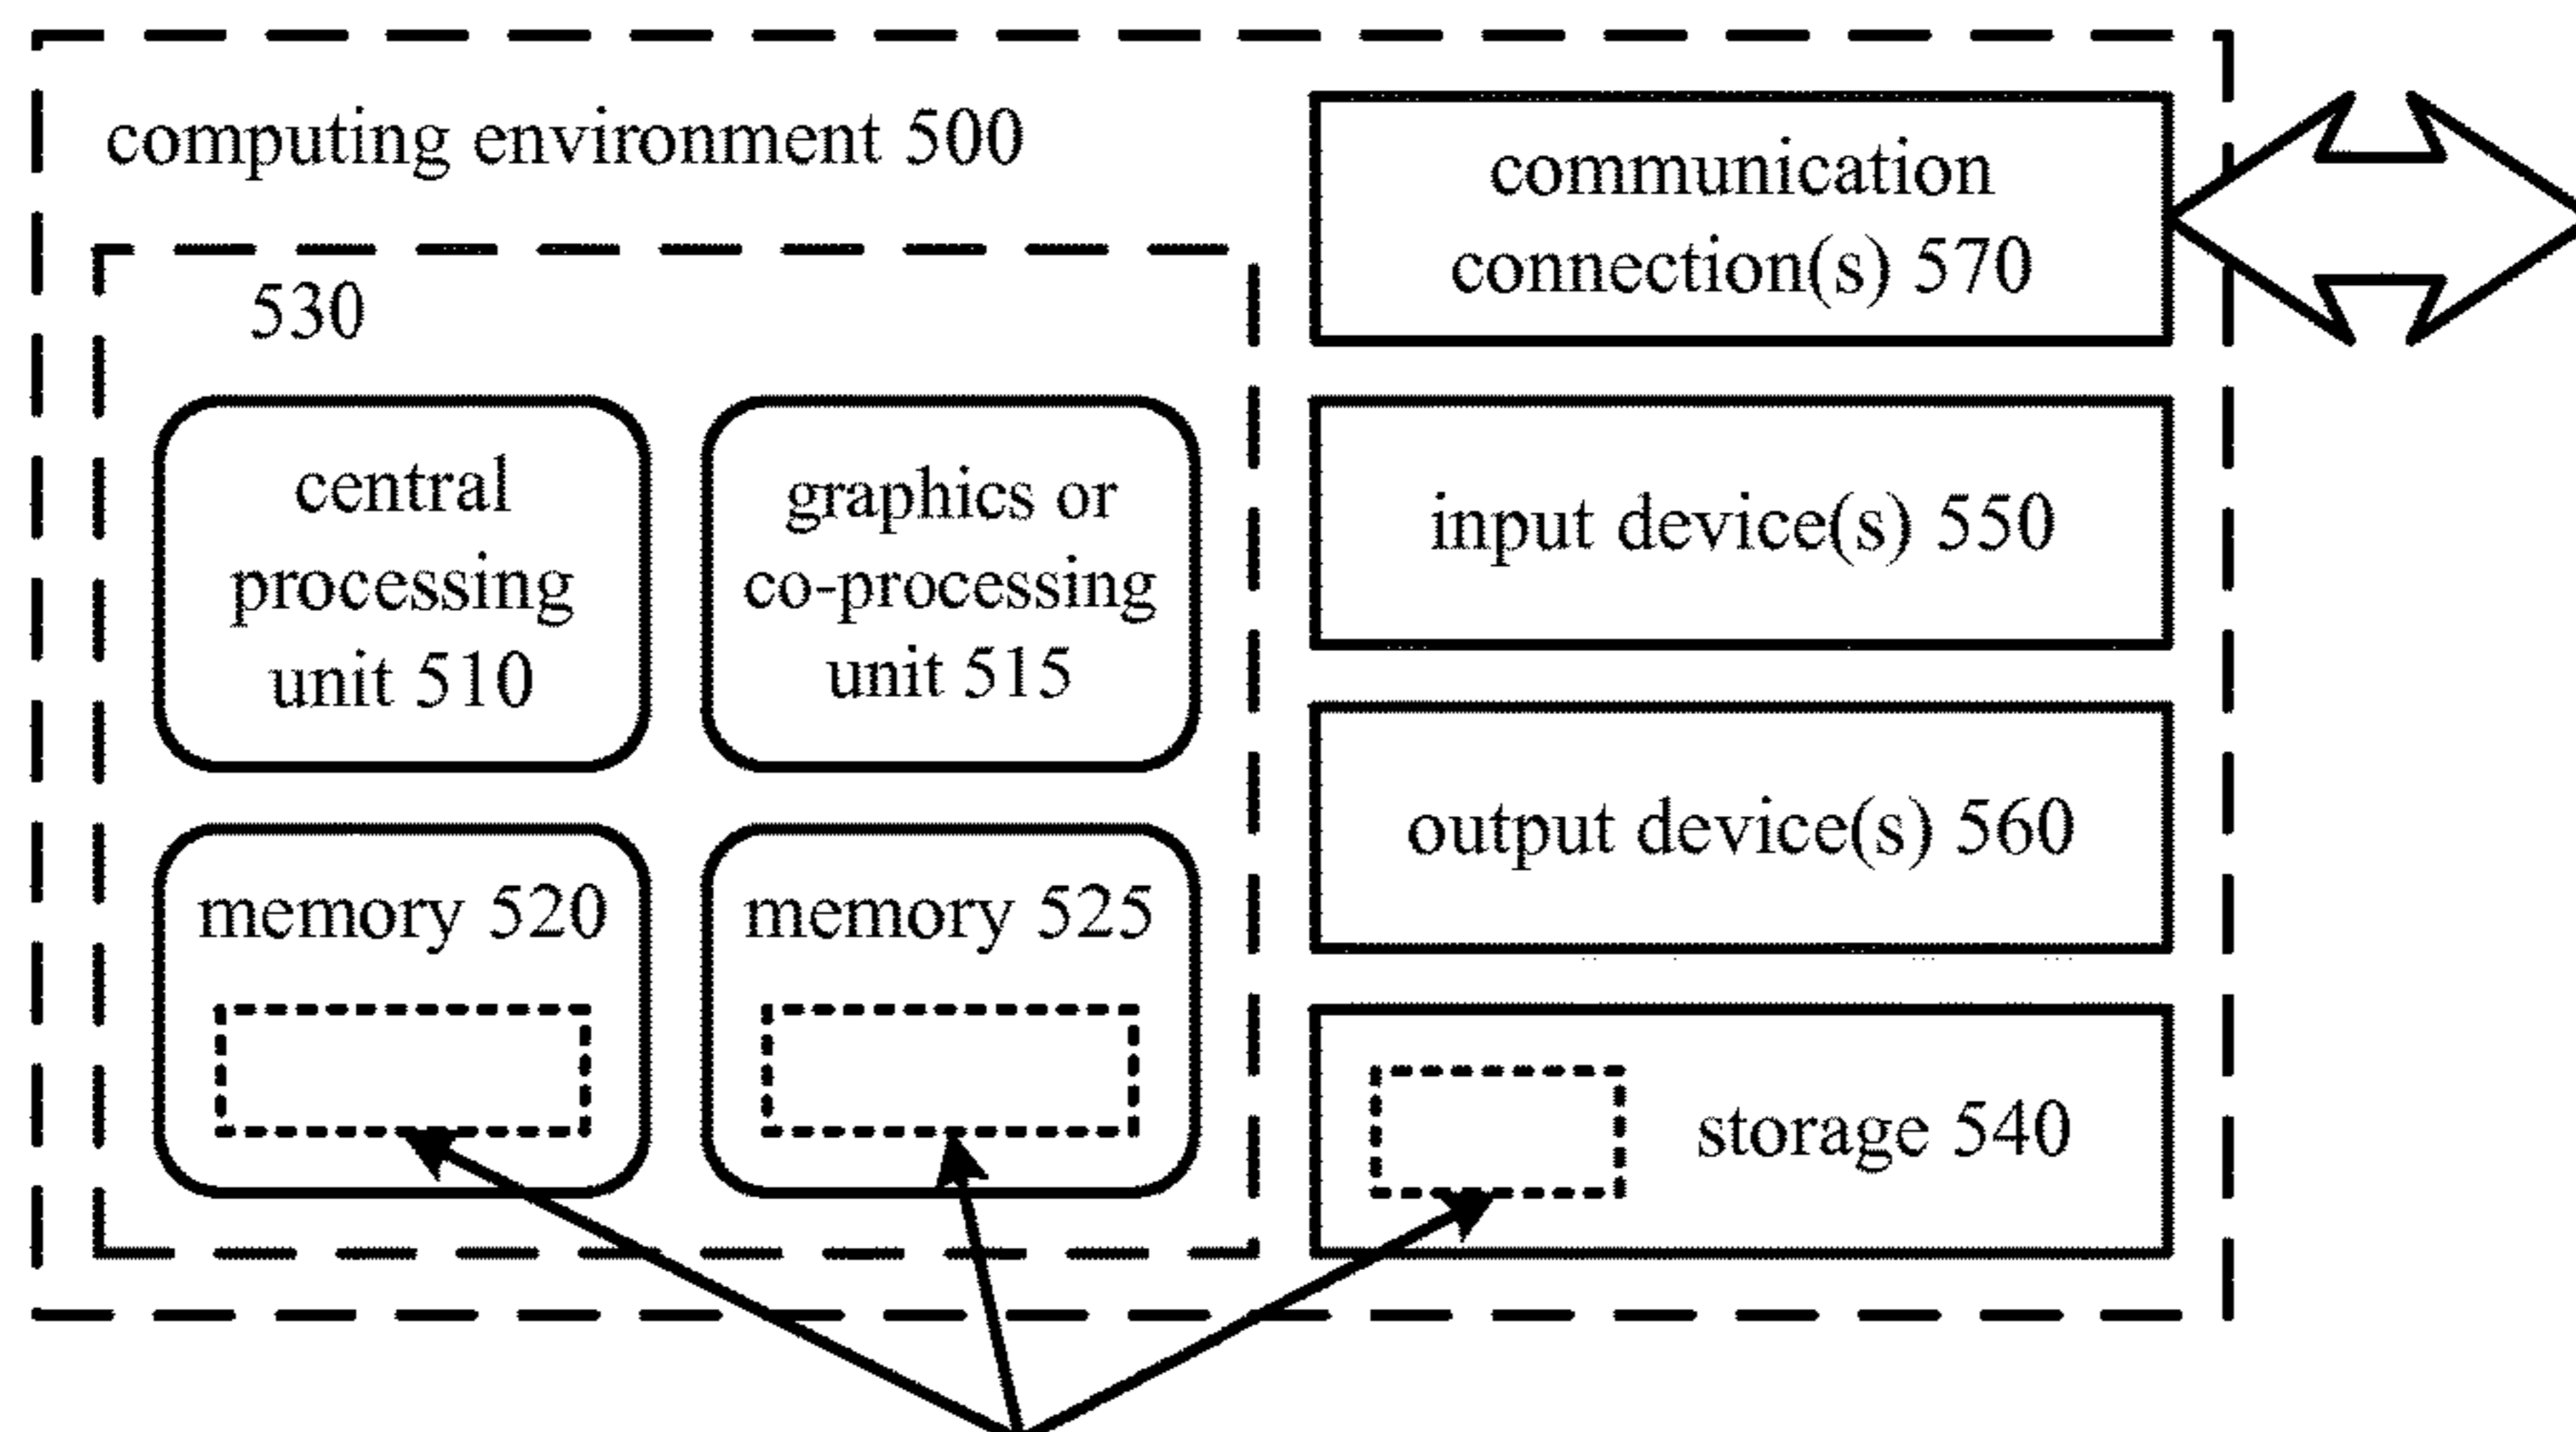 computing environment 500
530
central
processing
unit 510
graphics or
co-processing
unit 515
memory 520
memory 525
communication
connection(s) 570
input device(s) 550
output device(s) 560
storage 540